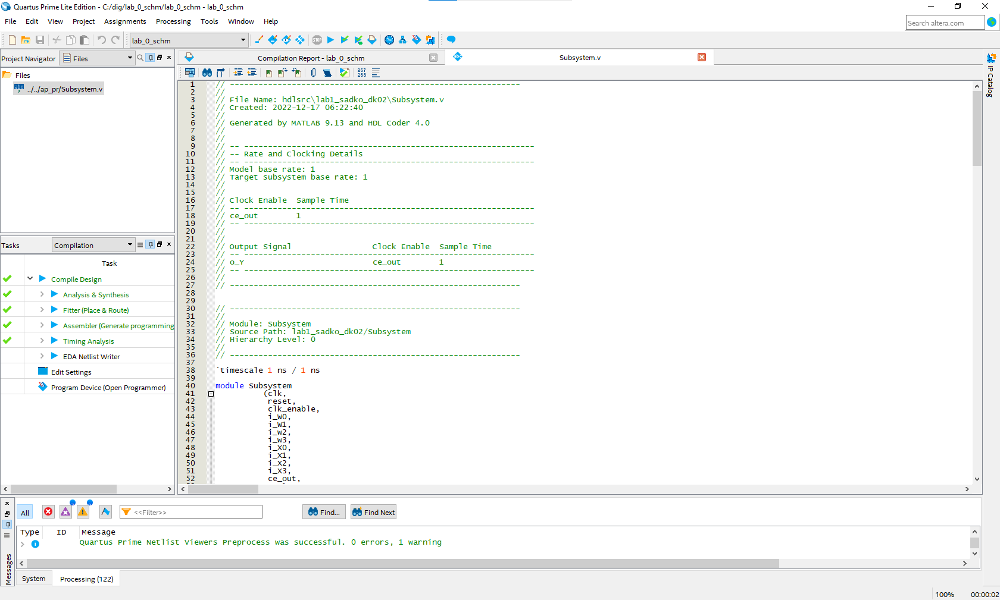 Quartus Prime Lite Edition - C:/dig/lab_0_schm/lab_0_schm - lab_0_schm
File Edit View Project Assignments Processing Tools Window Help
Search altera.com
lab_0_schm
Project Navigator Files
Files
../../ap_pr/Subsystem.v
Compilation Report - lab_0_schm
Subsystem.v
IP Catalog
267
268
1 // -------------------------------------------------------------
2 //
3 // File Name: hdlsrc\lab1_sadko_dk02\Subsystem.v
4 // Created: 2022-12-17 06:22:40
5 //
6 // Generated by MATLAB 9.13 and HDL Coder 4.0
7 //
8 //
9 // -- -------------------------------------------------------------
10 // -- Rate and Clocking Details
11 // -- -------------------------------------------------------------
12 // Model base rate: 1
13 // Target subsystem base rate: 1
14 //
15 //
16 // Clock Enable  Sample Time
17 // -- -------------------------------------------------------------
18 // ce_out        1
19 // -- -------------------------------------------------------------
20 //
21 //
22 // Output Signal                 Clock Enable  Sample Time
23 // -- -------------------------------------------------------------
24 // o_Y                           ce_out        1
25 // -- -------------------------------------------------------------
26 //
27 // -------------------------------------------------------------
28
29
30 // -------------------------------------------------------------
31 //
32 // Module: Subsystem
33 // Source Path: lab1_sadko_dk02/Subsystem
34 // Hierarchy Level: 0
35 //
36 // -------------------------------------------------------------
37
38 `timescale 1 ns / 1 ns
39
40 module Subsystem
41 (clk,
42 reset,
43 clk_enable,
44 i_W0,
45 i_W1,
46 i_w2,
47 i_w3,
48 i_X0,
49 i_X1,
50 i_X2,
51 i_X3,
52 ce_out,
Tasks Compilation
Task
Compile Design
Analysis & Synthesis
Fitter (Place & Route)
Assembler (Generate programming
Timing Analysis
EDA Netlist Writer
Edit Settings
Program Device (Open Programmer)
All
<<Filter>>
Find...
Find Next
Type ID Message
Quartus Prime Netlist Viewers Preprocess was successful. 0 errors, 1 warning
Messages
System Processing (122)
100% 00:00:02